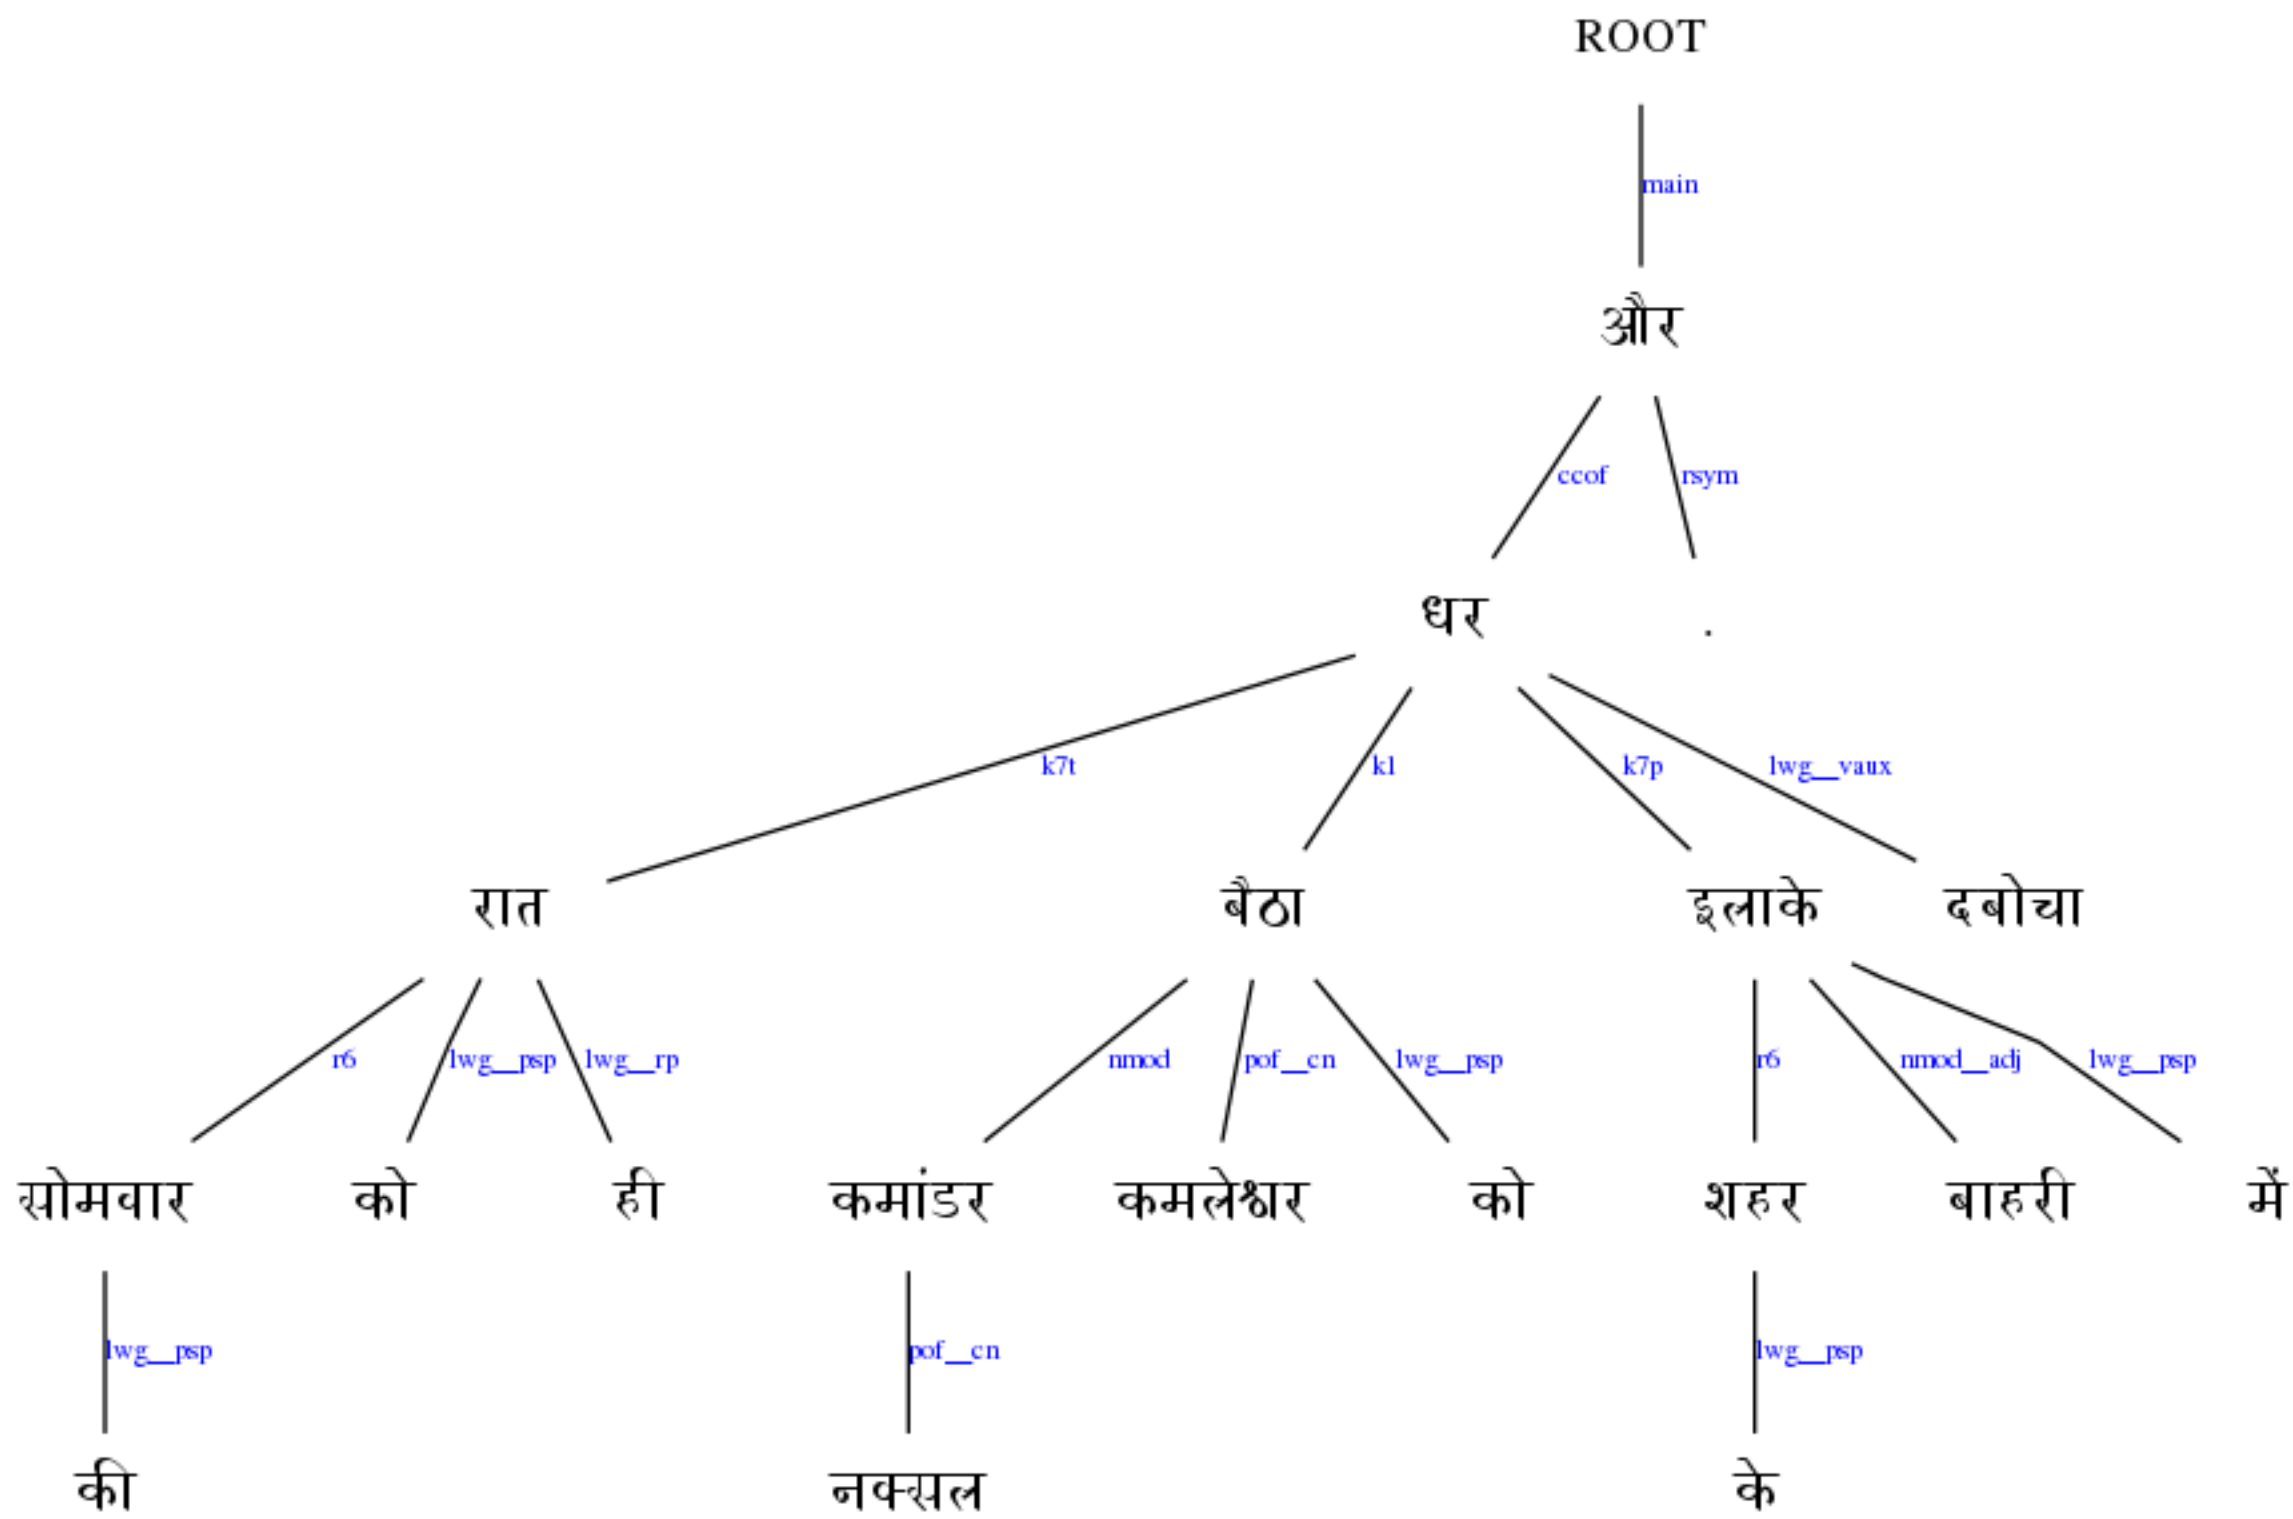 ROOT
main
और
ccof rsym
धर .
k7t k1 k7p lwg__vaux
रात बैठा इलाके दबोचा
r6 lwg__psp lwg__rp nmod pof__cn lwg__psp r6 nmod__adj lwg__psp
सोमवार को ही कमांडर कमलेश्वर को शहर बाहरी में
lwg__psp pof__cn lwg__psp
की नक्सल के